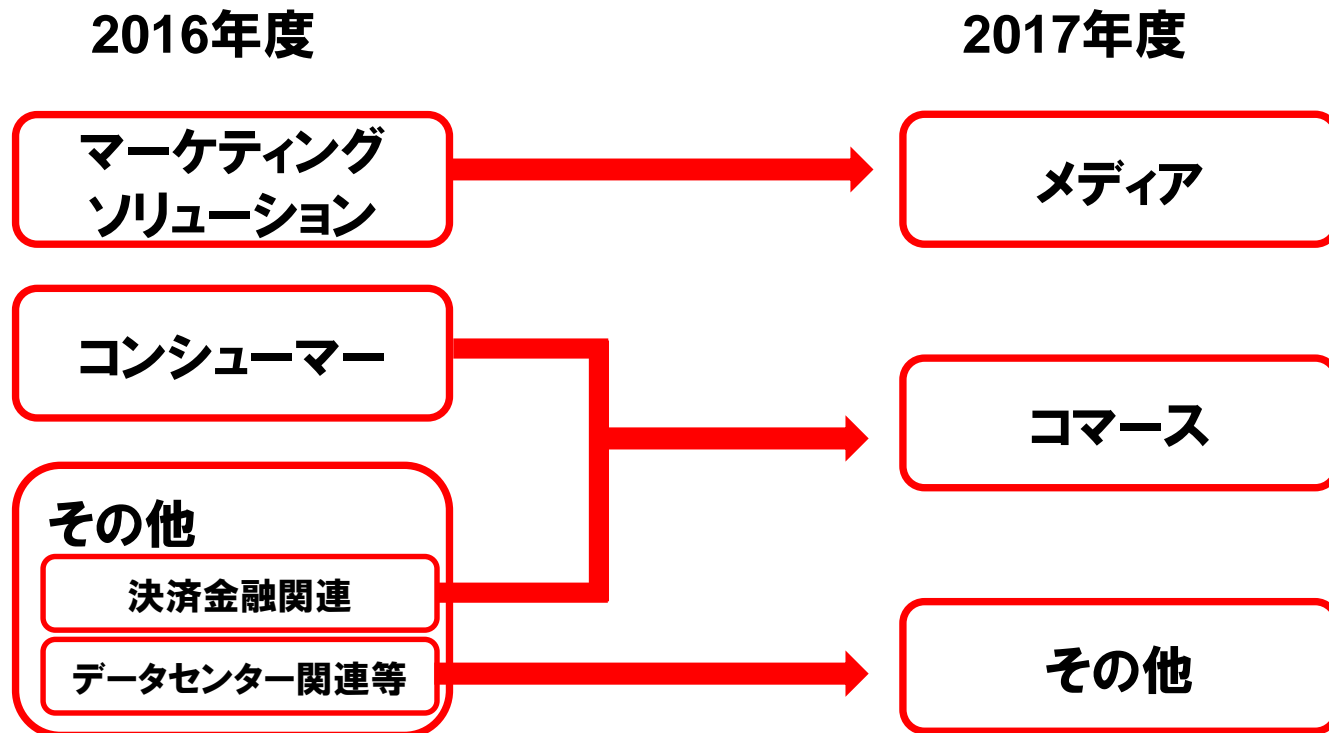 2016年度
2017年度
マーケティング
ソリューション
メディア
コンシューマー
コマース
その他
決済金融関連
データセンター関連等
その他